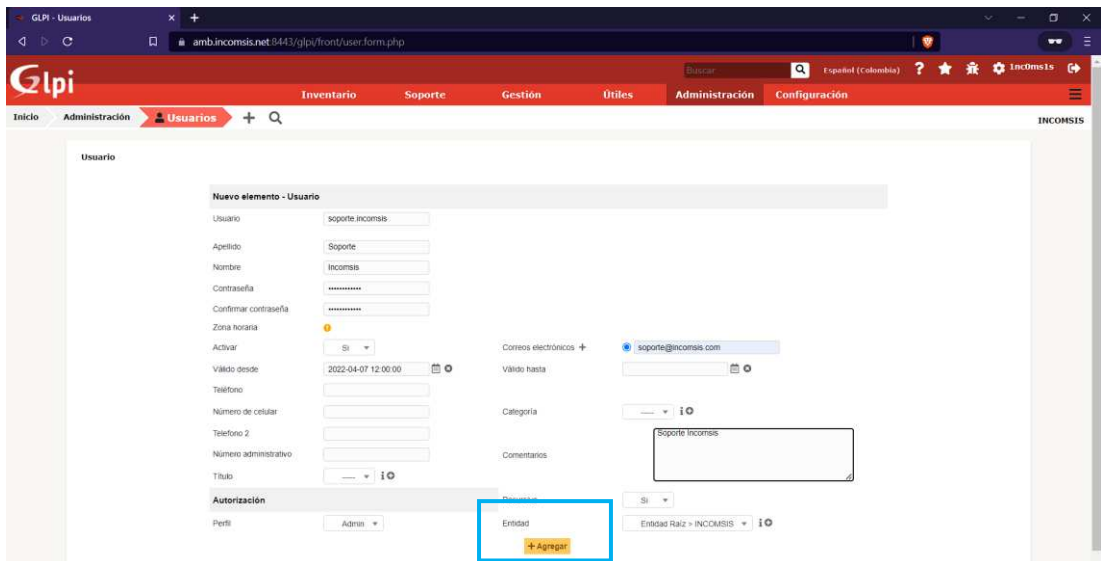 GLPI - Usuarios
amb.incomsis.net:8443/glpi/front/user.form.php
Glpi
Buscar
Español (Colombia)
?
Inc0ms1s
Inventario Soporte Gestión Útiles Administración Configuración
Inicio Administración Usuarios
INCOMSIS
Usuario
Nuevo elemento - Usuario
Usuario soporte.incomsis
Apellido Soporte
Nombre Incomsis
Contraseña ••••••••••••
Confirmar contraseña ••••••••••••
Zona horaria
Activar Si Correos electrónicos + soporte@incomsis.com
Válido desde 2022-04-07 12:00:00 Válido hasta
Teléfono
Número de celular Categoría -----
Telefono 2 Soporte Incomsis
Número administrativo Comentarios
Título -----
Autorización Recursivo Si
Perfil Admin Entidad Entidad Raíz > INCOMSIS
+ Agregar